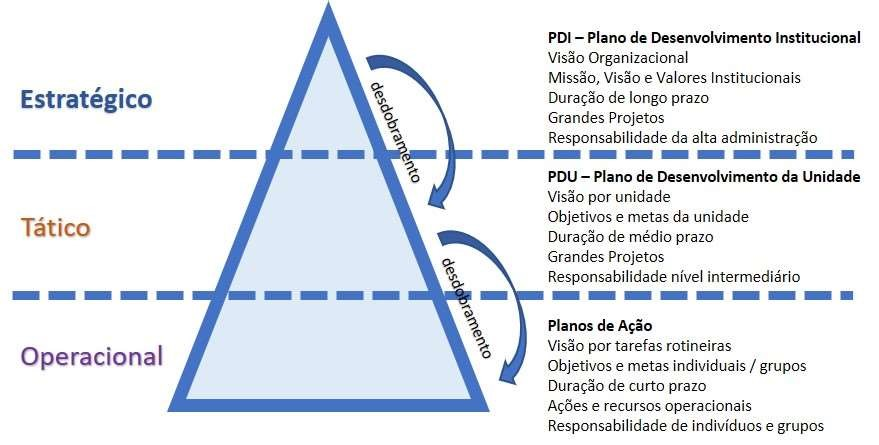 Estratégico
desdobramento
PDI – Plano de Desenvolvimento Institucional
Visão Organizacional
Missão, Visão e Valores Institucionais
Duração de longo prazo
Grandes Projetos
Responsabilidade da alta administração
Tático
desdobramento
PDU – Plano de Desenvolvimento da Unidade
Visão por unidade
Objetivos e metas da unidade
Duração de médio prazo
Grandes Projetos
Responsabilidade nível intermediário
Operacional
Planos de Ação
Visão por tarefas rotineiras
Objetivos e metas individuais / grupos
Duração de curto prazo
Ações e recursos operacionais
Responsabilidade de indivíduos e grupos